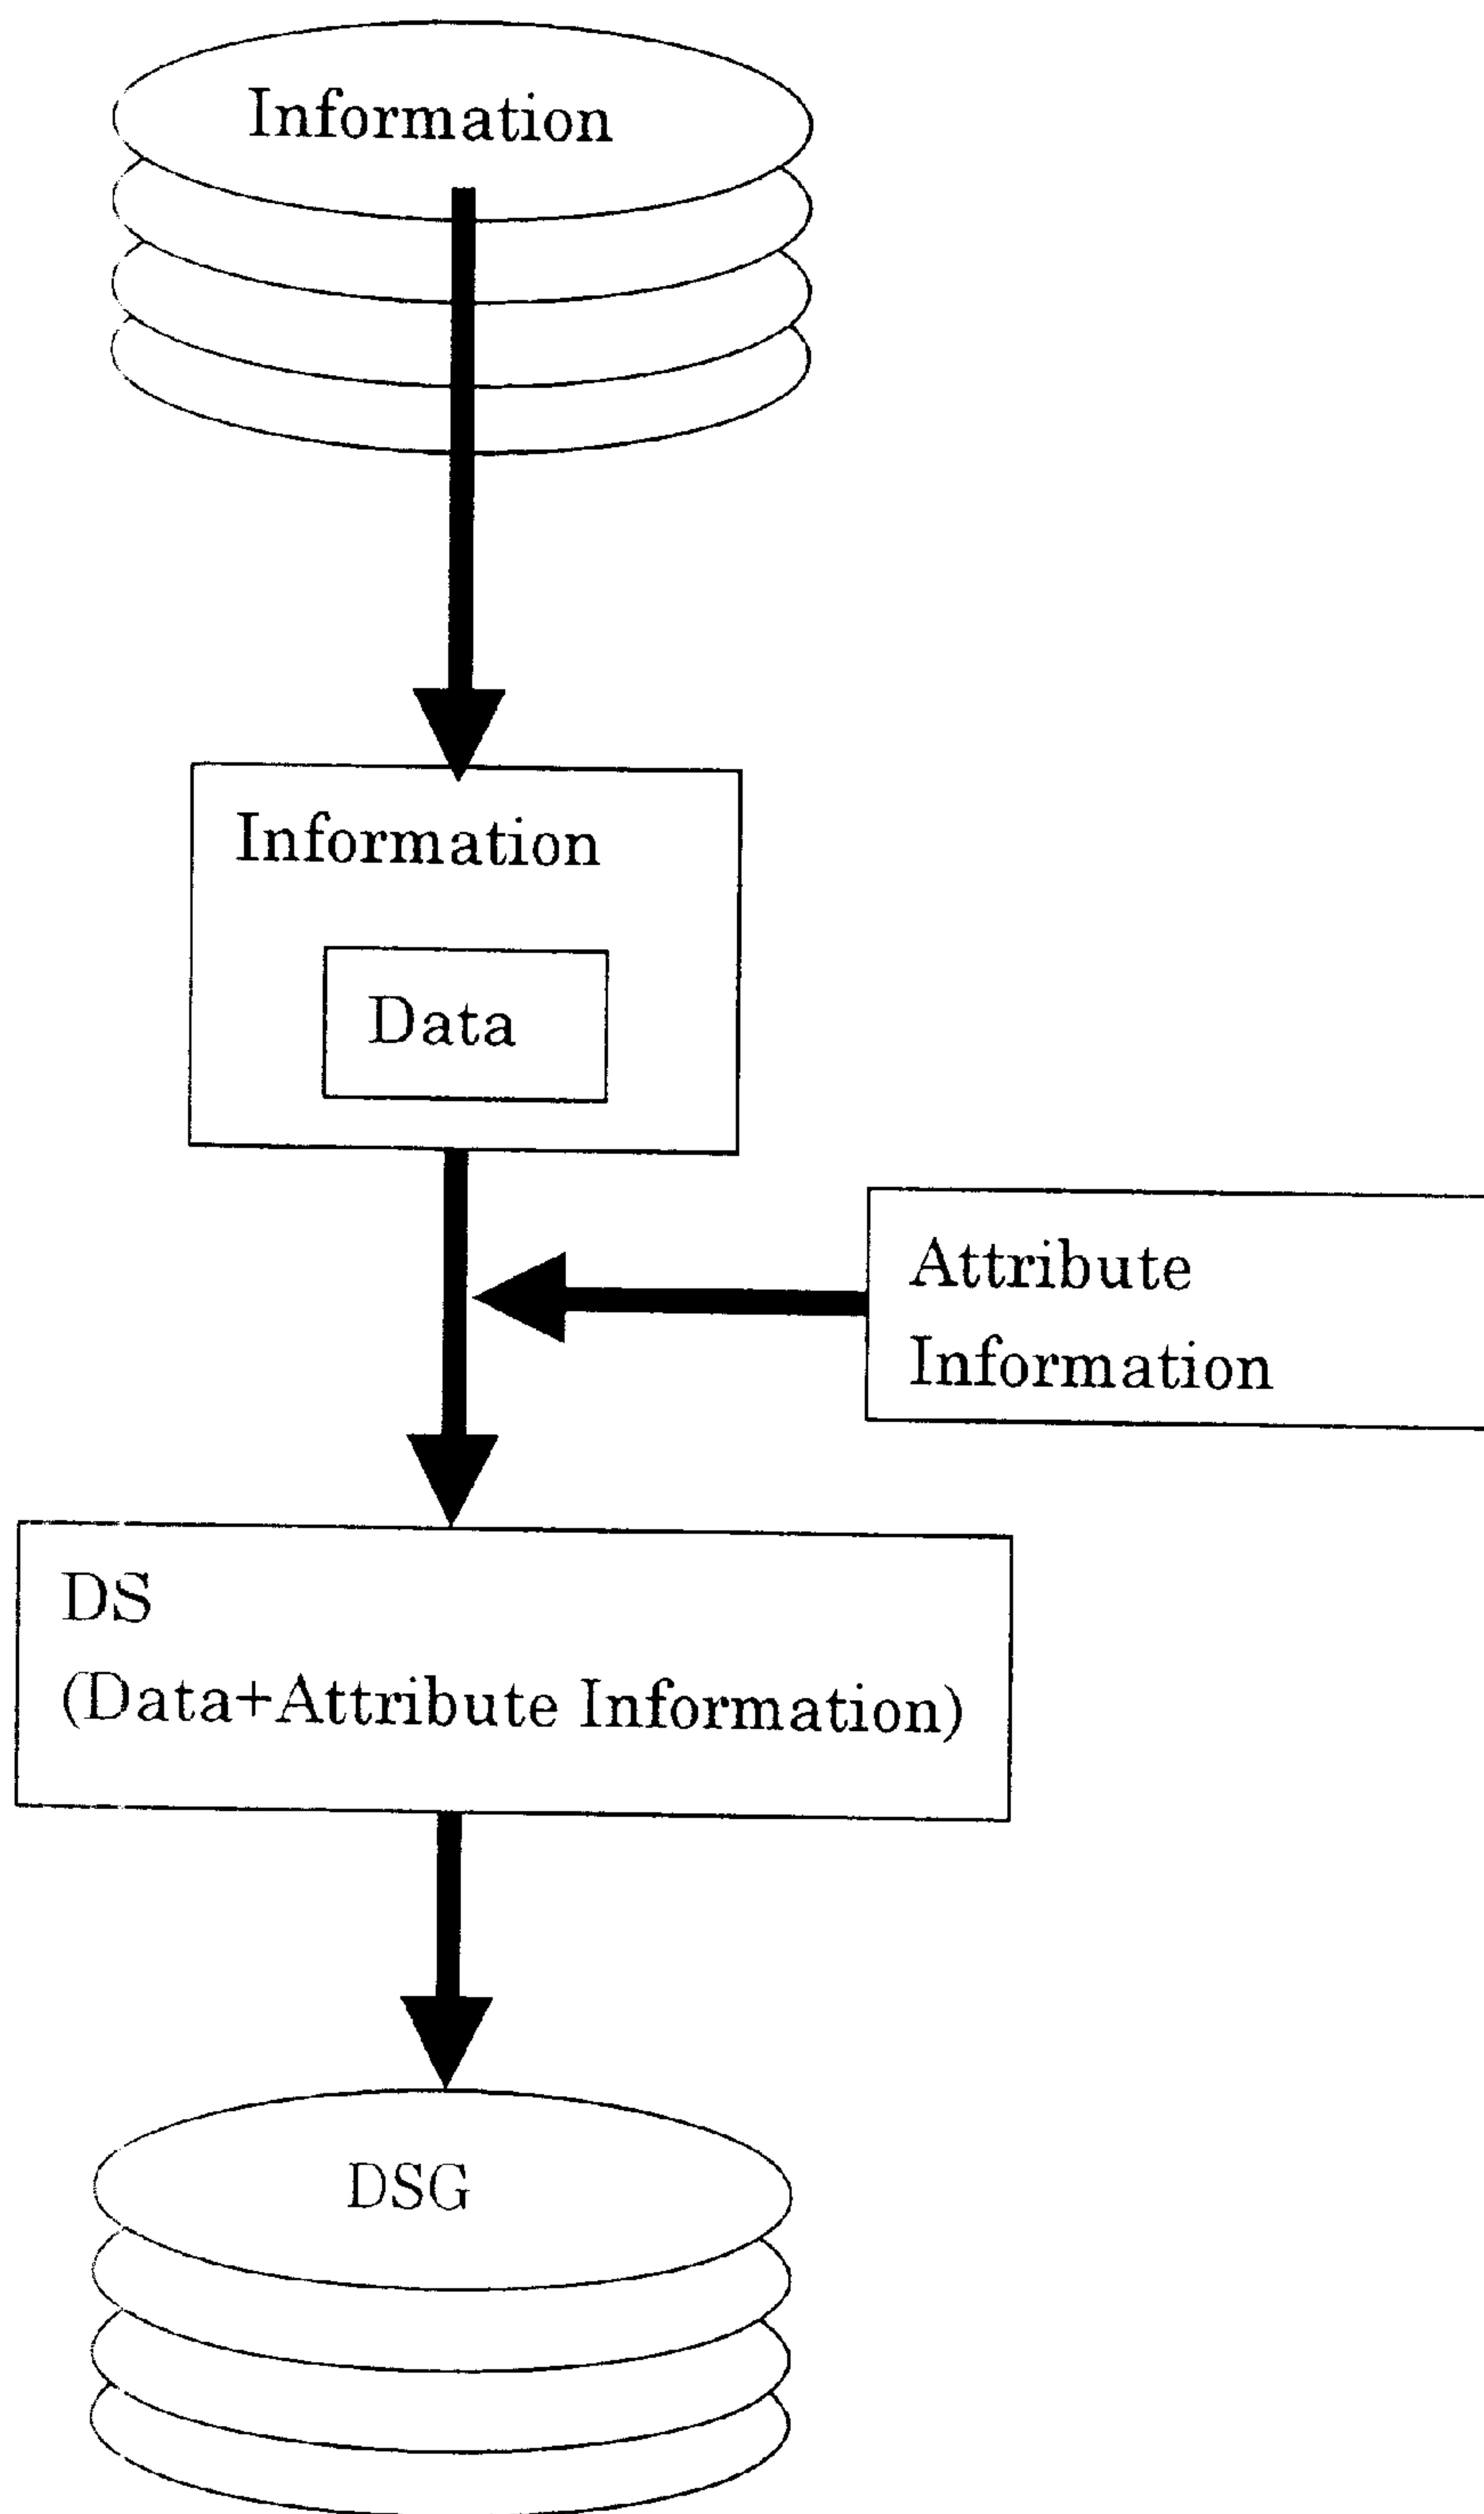 Information
Information
Data
Attribute
Information
DS
(Data+Attribute Information)
DSG